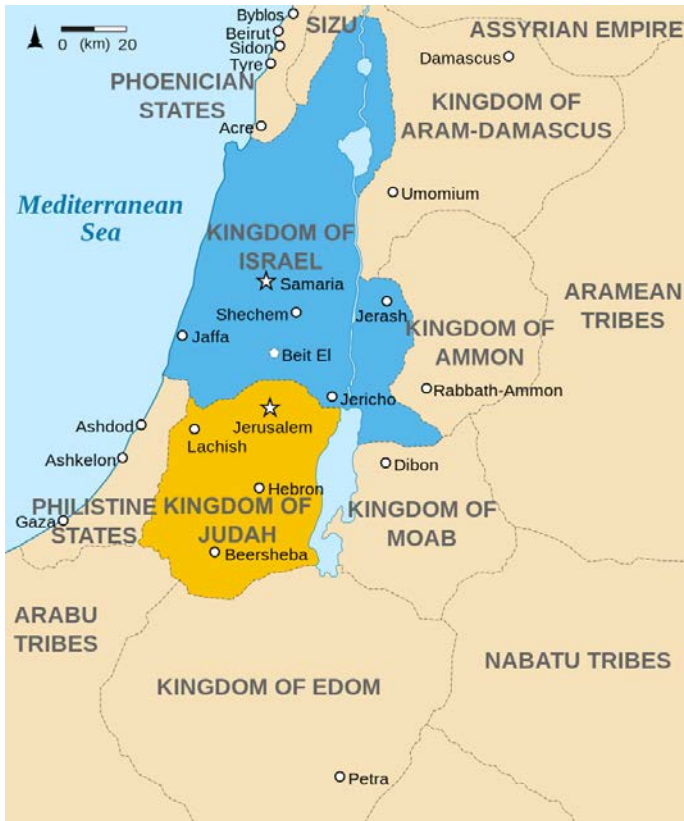 Byblos
SIZU
ASSYRIAN EMPIRE
Beirut
0 (km) 20
Sidon
Damascus
Tyre
PHOENICIAN
STATES
KINGDOM OF
ARAM-DAMASCUS
Acre
Umomium
Mediterranean
Sea
KINGDOM OF
ISRAEL
Samaria
ARAMEAN
TRIBES
Shechem
Jerash
KINGDOM OF
AMMON
Jaffa
Beit El
Rabbath-Ammon
Jericho
Ashdod
Jerusalem
Lachish
Ashkelon
Dibon
Hebron
PHILISTINE
STATES
KINGDOM OF
JUDAH
KINGDOM OF
MOAB
Gaza
Beersheba
ARABU
TRIBES
NABATU TRIBES
KINGDOM OF EDOM
Petra